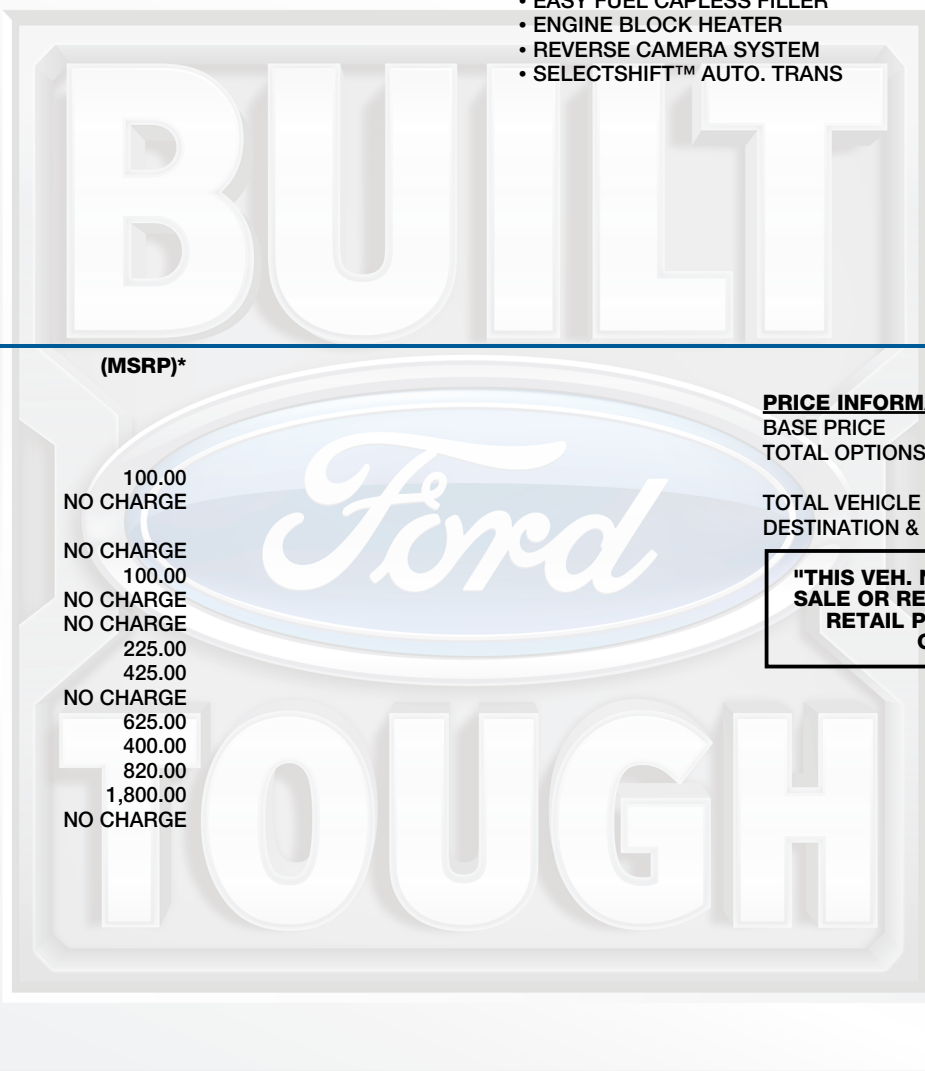 • EASY FUEL CAPLESS FILLER
• ENGINE BLOCK HEATER
• REVERSE CAMERA SYSTEM
• SELECTSHIFT™ AUTO. TRANS
BUILT
(MSRP)*
100.00
NO CHARGE
NO CHARGE
100.00
NO CHARGE
NO CHARGE
225.00
425.00
NO CHARGE
625.00
400.00
820.00
1,800.00
NO CHARGE
Ford
TOUGH
PRICE INFORM
BASE PRICE
TOTAL OPTIONS
TOTAL VEHICLE
DESTINATION &
"THIS VEH.
SALE OR RE
RETAIL P